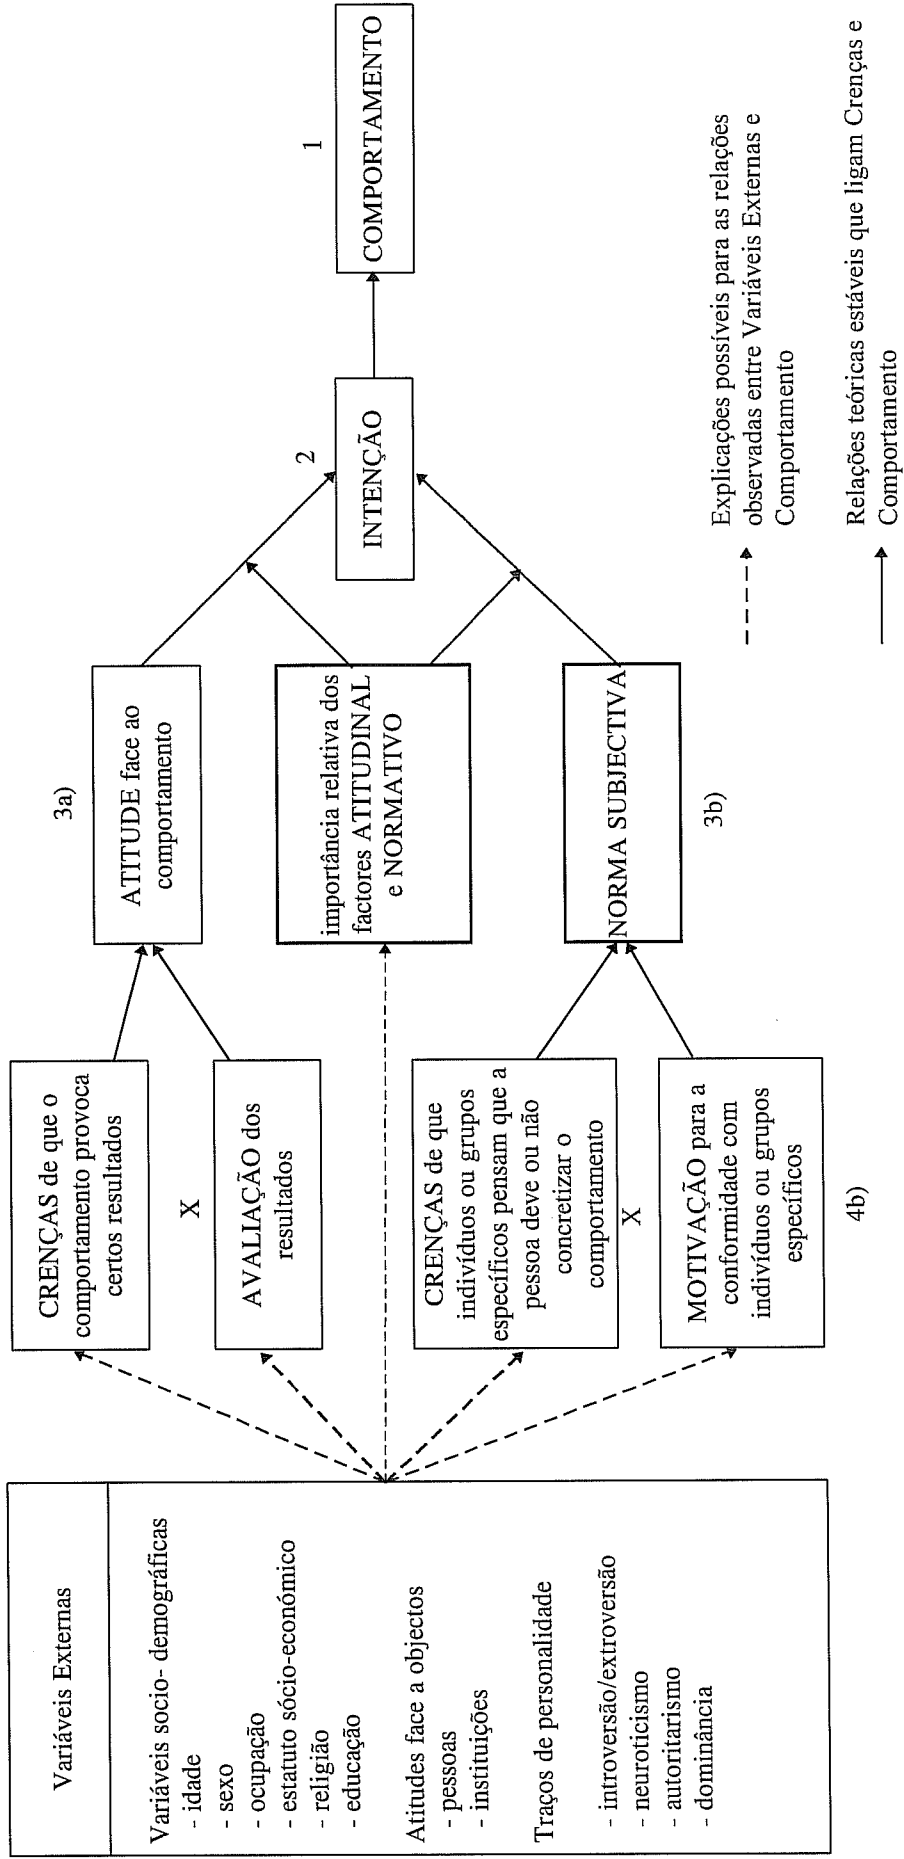 Variáveis Externas
Variáveis socio- demográficas
- idade
- sexo
- ocupação
- estatuto sócio-económico
- religião
- educação
Atitudes face a objectos
- pessoas
- instituições
Traços de personalidade
- introversão/extroversão
- neuroticismo
- autoritarismo
- dominância
CRENÇAS de que o
comportamento provoca
certos resultados
X
AVALIAÇÃO dos
resultados
CRENÇAS de que
indivíduos ou grupos
específicos pensam que a
pessoa deve ou não
concretizar o
comportamento
X
MOTIVAÇÃO para a
conformidade com
indivíduos ou grupos
específicos
4b)
3a)
ATITUDE face ao
comportamento
importância relativa dos
factores ATITUDINAL
e NORMATIVO
NORMA SUBJECTIVA
3b)
2
INTENÇÃO
1
COMPORTAMENTO
Explicações possíveis para as relações
observadas entre Variáveis Externas e
Comportamento
Relações teóricas estáveis que ligam Crenças e
Comportamento